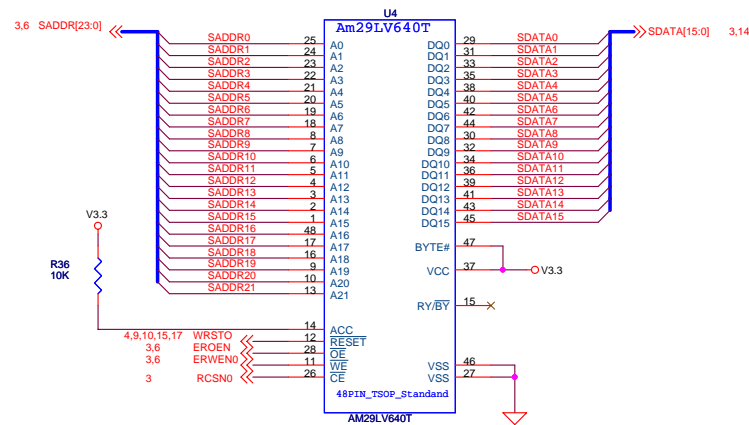 U4
3,6 SADDR[23:0]
Am29LV640T
SDATA[15:0] 3,14
SADDR0 25 A0 DQ0 29 SDATA0
SADDR1 24 A1 DQ1 31 SDATA1
SADDR2 23 A2 DQ2 33 SDATA2
SADDR3 22 A3 DQ3 35 SDATA3
SADDR4 21 A4 DQ4 38 SDATA4
SADDR5 20 A5 DQ5 40 SDATA5
SADDR6 19 A6 DQ6 42 SDATA6
SADDR7 18 A7 DQ7 44 SDATA7
SADDR8 8 A8 DQ8 30 SDATA8
SADDR9 7 A9 DQ9 32 SDATA9
SADDR10 6 A10 DQ10 34 SDATA10
SADDR11 5 A11 DQ11 36 SDATA11
SADDR12 4 A12 DQ12 39 SDATA12
SADDR13 3 A13 DQ13 41 SDATA13
SADDR14 2 A14 DQ14 43 SDATA14
SADDR15 1 A15 DQ15 45 SDATA15
SADDR16 48 A16
SADDR17 17 A17 BYTE# 47
SADDR18 16 A18
SADDR19 9 A19 VCC 37 V3.3
SADDR20 10 A20
SADDR21 13 A21
V3.3
R36
10K
RY/BY 15
14 ACC
4,9,10,15,17 WRSTO 12 RESET
3,6 EROEN 28 OE
3,6 ERWEN0 11 WE VSS 46
3 RCSN0 26 CE VSS 27
48PIN_TSOP_Standand
AM29LV640T